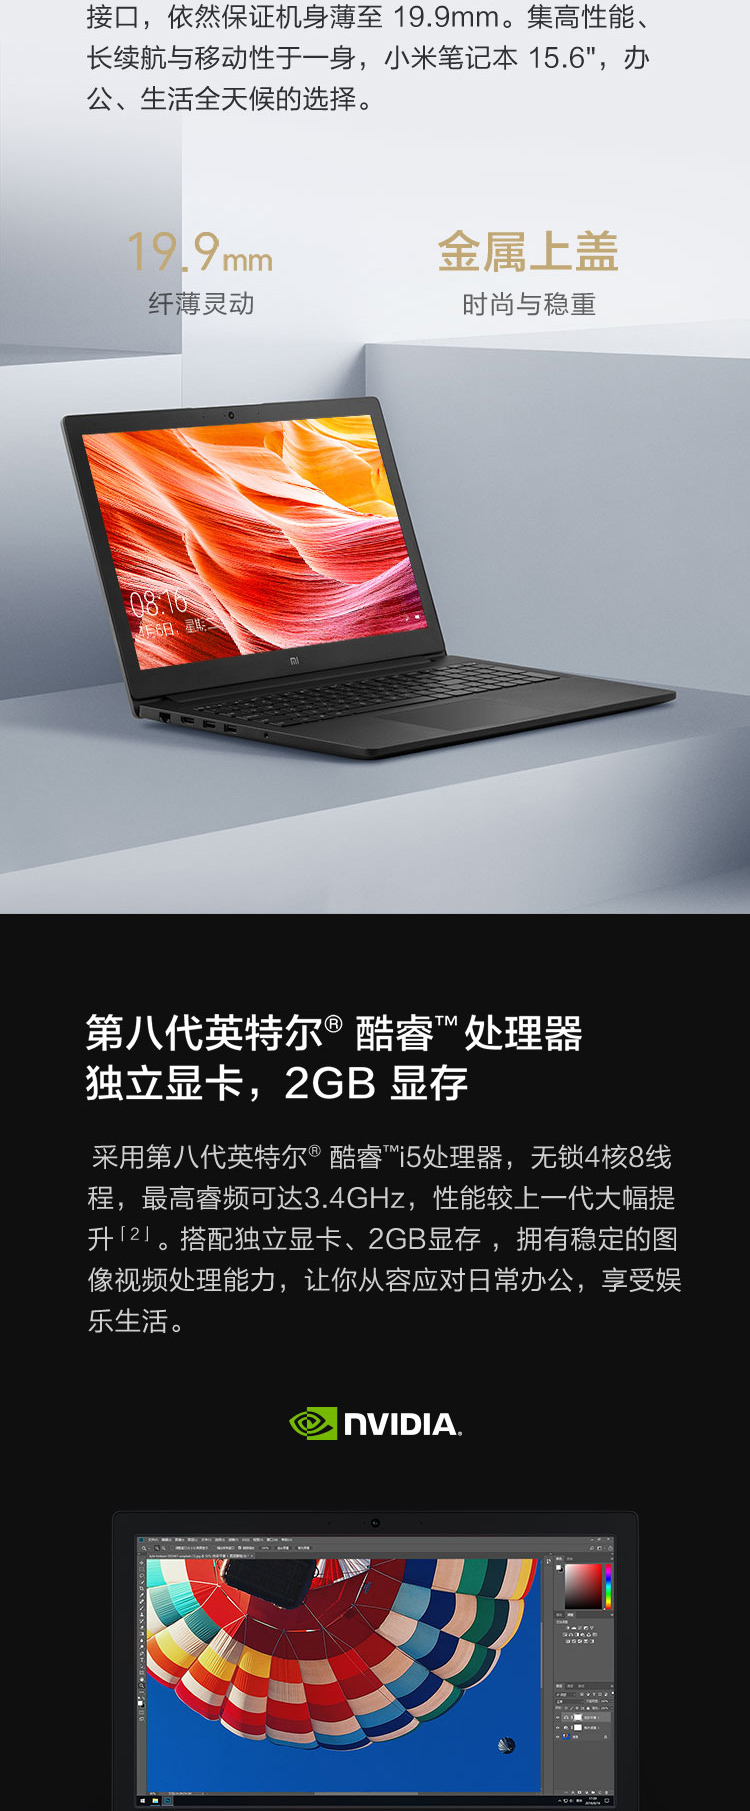 接口，依然保证机身薄至 19.9mm。集高性能、
长续航与移动性于一身，小米笔记本 15.6"，办
公、生活全天候的选择。
19.9mm
纤薄灵动
金属上盖
时尚与稳重
08:16
mi
第八代英特尔® 酷睿™处理器
独立显卡，2GB 显存
采用第八代英特尔® 酷睿™i5处理器，无锁4核8线
程，最高睿频可达3.4GHz，性能较上一代大幅提
升「2」。搭配独立显卡、2GB显存 ，拥有稳定的图
像视频处理能力，让你从容应对日常办公，享受娱
乐生活。
NVIDIA.